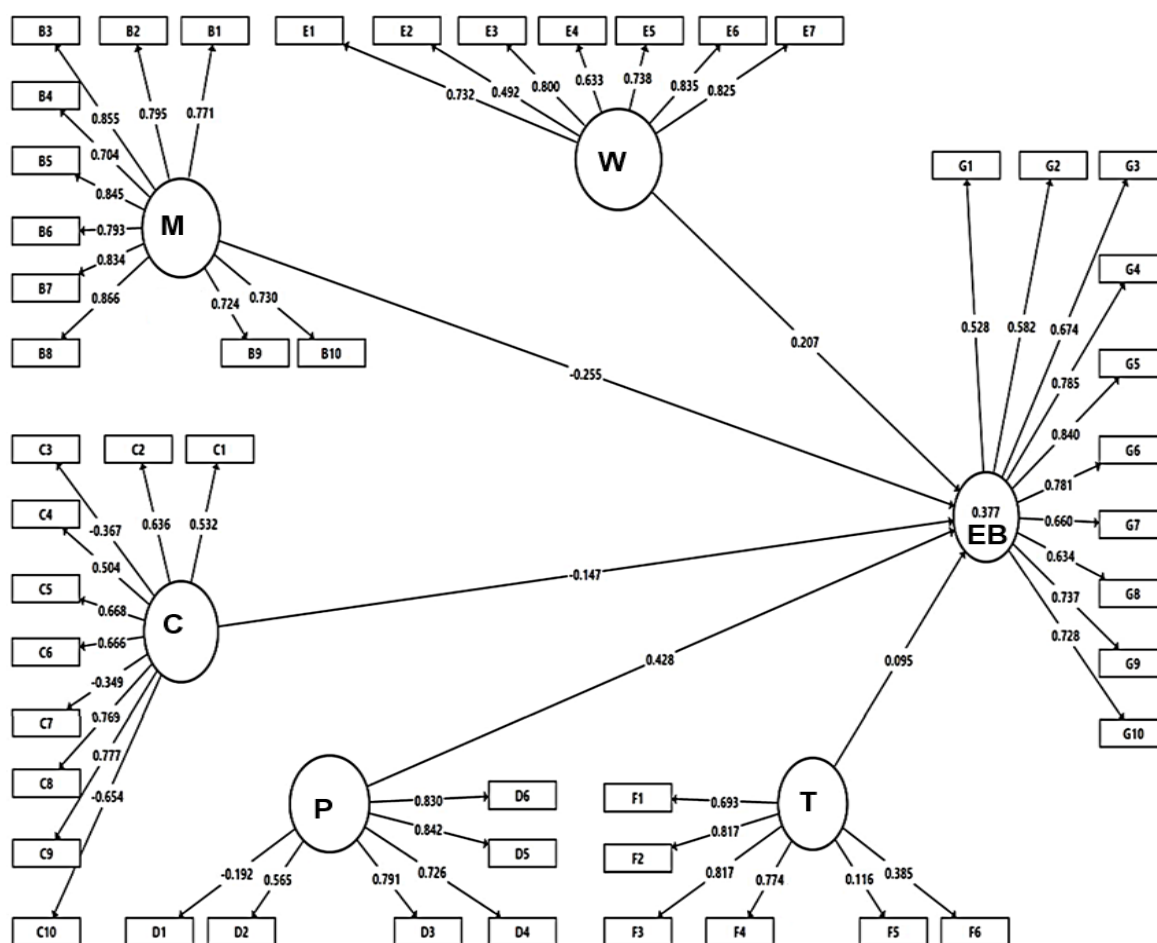 B3
B2
B1
E1
E2
E3
E4
E5
E6
E7
B4
0.855
0.795
0.771
0.732
0.492
0.800
0.633
0.738
0.835
0.825
B5
0.704
W
G1
G2
G3
0.845
B6
0.793
M
B7
0.834
G4
B8
0.866
0.724
0.730
B9
B10
0.528
0.582
0.674
0.207
G5
-0.255
0.785
0.840
C3
C2
C1
G6
0.781
C4
-0.367
0.636
0.532
0.377
EB
0.660
G7
0.504
0.634
G8
C5
0.668
-0.147
0.737
C6
0.666
C
0.728
G9
-0.349
0.428
0.095
C7
0.769
G10
0.777
C8
-0.654
P
0.830
D6
F1
0.693
T
0.842
D5
F2
0.817
C9
-0.192
0.565
0.791
0.726
0.817
0.774
0.116
0.385
C10
D1
D2
D3
D4
F3
F4
F5
F6